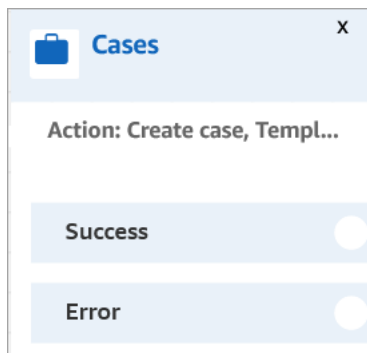 X
Cases
Action: Create case, Templ...
Success
Error